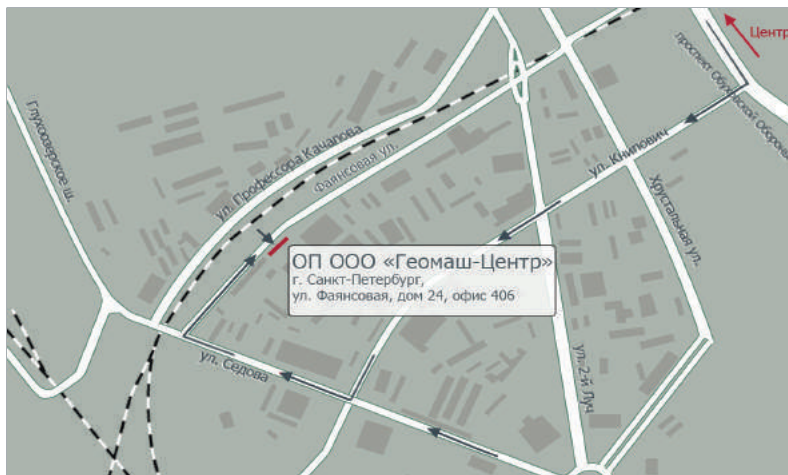 Центр
проспект Обуховской Обороны
Глухоозерское ш.
ул. Профессора Качалова
Фаянсовая ул.
ул. Книпович
Хрустальная ул.
ОП ООО «Геомаш-Центр»
г. Санкт-Петербург,
ул. Фаянсовая, дом 24, офис 406
ул. Седова
ул. 2-й Луч